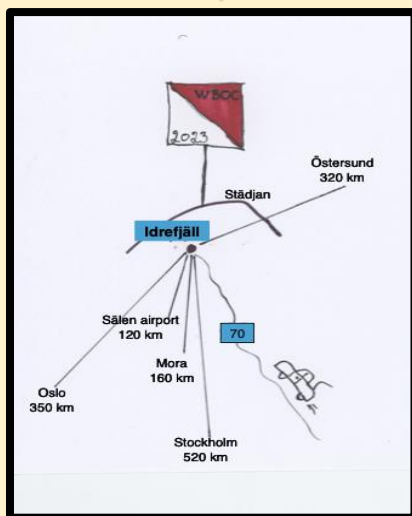 WBOC
2023
Östersund
320 km
Städjan
Idrefjäll
Sälen airport
120 km
70
Mora
160 km
Oslo
350 km
Stockholm
520 km